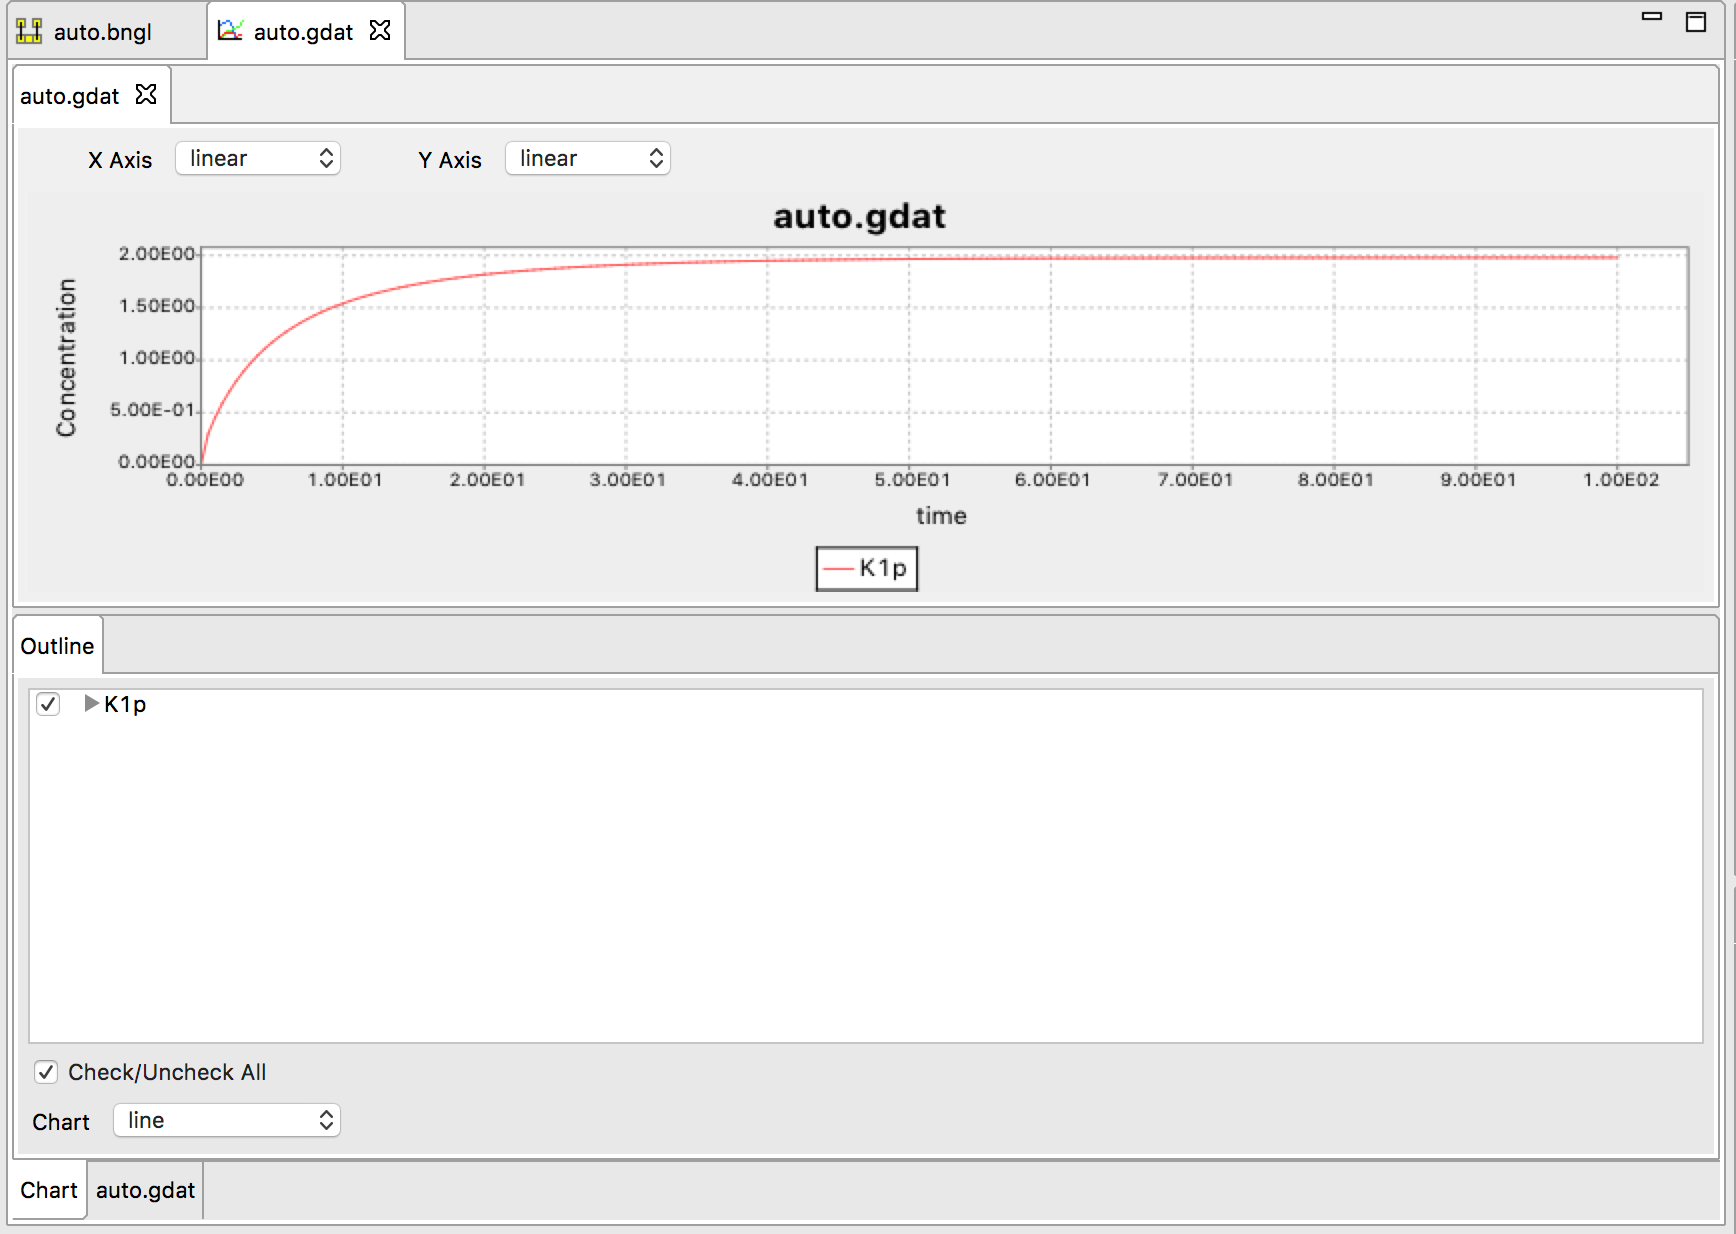 auto.bngl auto.gdat
auto.gdat
X Axis linear Y Axis linear
auto.gdat
Concentration
2.00E00
1.50E00
1.00E00
5.00E-01
0.00E00
0.00E00 1.00E01 2.00E01 3.00E01 4.00E01 5.00E01 6.00E01 7.00E01 8.00E01 9.00E01 1.00E02
time
K1p
Outline
K1p
Check/Uncheck All
Chart line
Chart auto.gdat